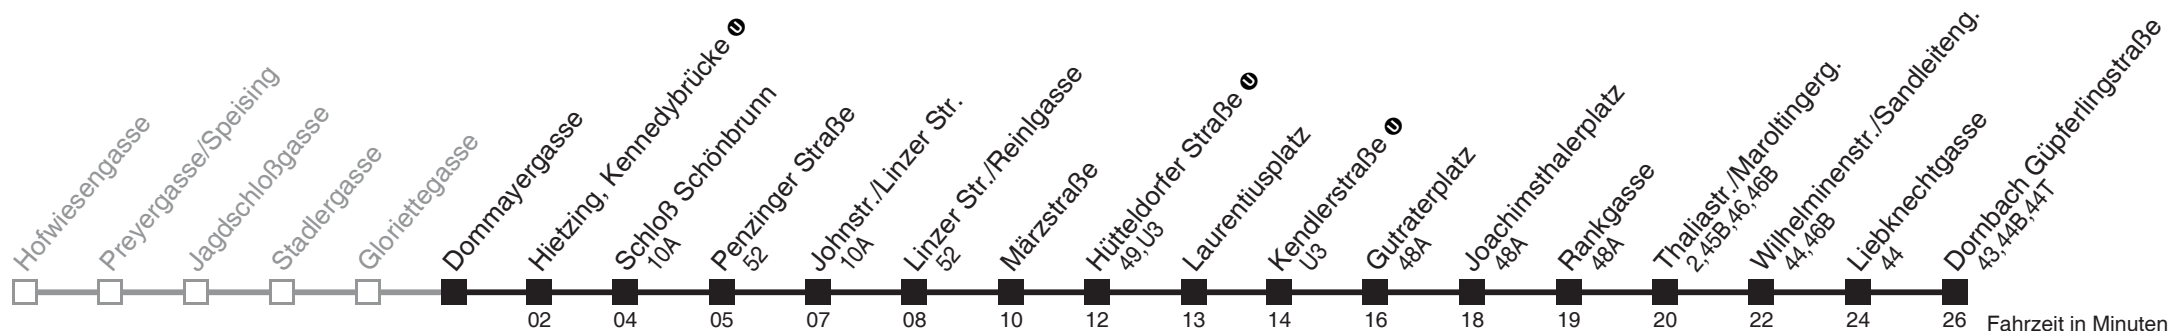 Hofwiesengasse
Preyergasse/Speising
Jagdschloßgasse
Stadlergasse
Gloriettegasse
Dommayergasse
Hietzing, Kennedybrücke U
Schloß Schönbrunn
10A
Penzinger Straße
52
Johnstr./Linzer Str.
10A
Linzer Str./Reinlgasse
52
Märzstraße
Hütteldorfer Straße U
49,U3
Laurentiusplatz
Kendlerstraße U
U3
Gutraterplatz
48A
Joachimsthalerplatz
48A
Rankgasse
48A
Thaliastr./Maroltingerg.
2,45B,46,46B
Wilhelminenstr./Sandleiteng.
44,46B
Liebknechtgasse
44
Dornbach Güpferlingstraße
43,44B,44T
02 04 05 07 08 10 12 13 14 16 18 19 20 22 24 26 Fahrzeit in Minuten